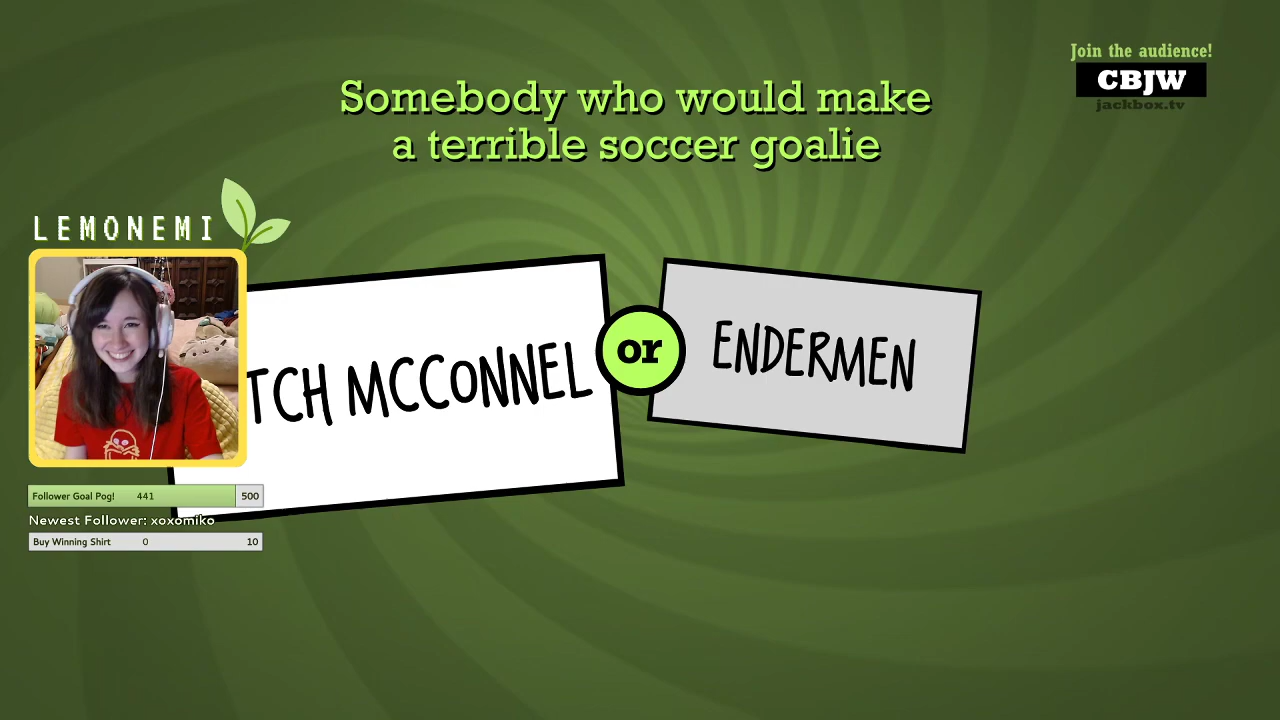 Join the audience!
CBJW
jackbox.tv
Somebody who would make
a terrible soccer goalie
LEMONEMI
TCH MCCONNEL
or
ENDERMEN
Follower Goal Pog! 441 500
Newest Follower: xoxomiko
Buy Winning Shirt 0 10